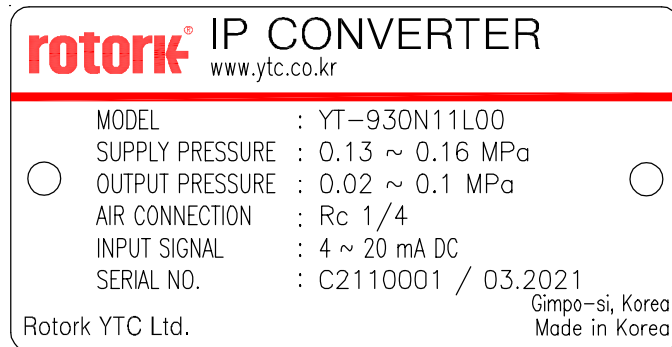 rotork® IP CONVERTER
www.ytc.co.kr
MODEL : YT-930N11L00
SUPPLY PRESSURE : 0.13 ~ 0.16 MPa
OUTPUT PRESSURE : 0.02 ~ 0.1 MPa
AIR CONNECTION : Rc 1/4
INPUT SIGNAL : 4 ~ 20 mA DC
SERIAL NO. : C2110001 / 03.2021
Gimpo-si, Korea
Rotork YTC Ltd. Made in Korea